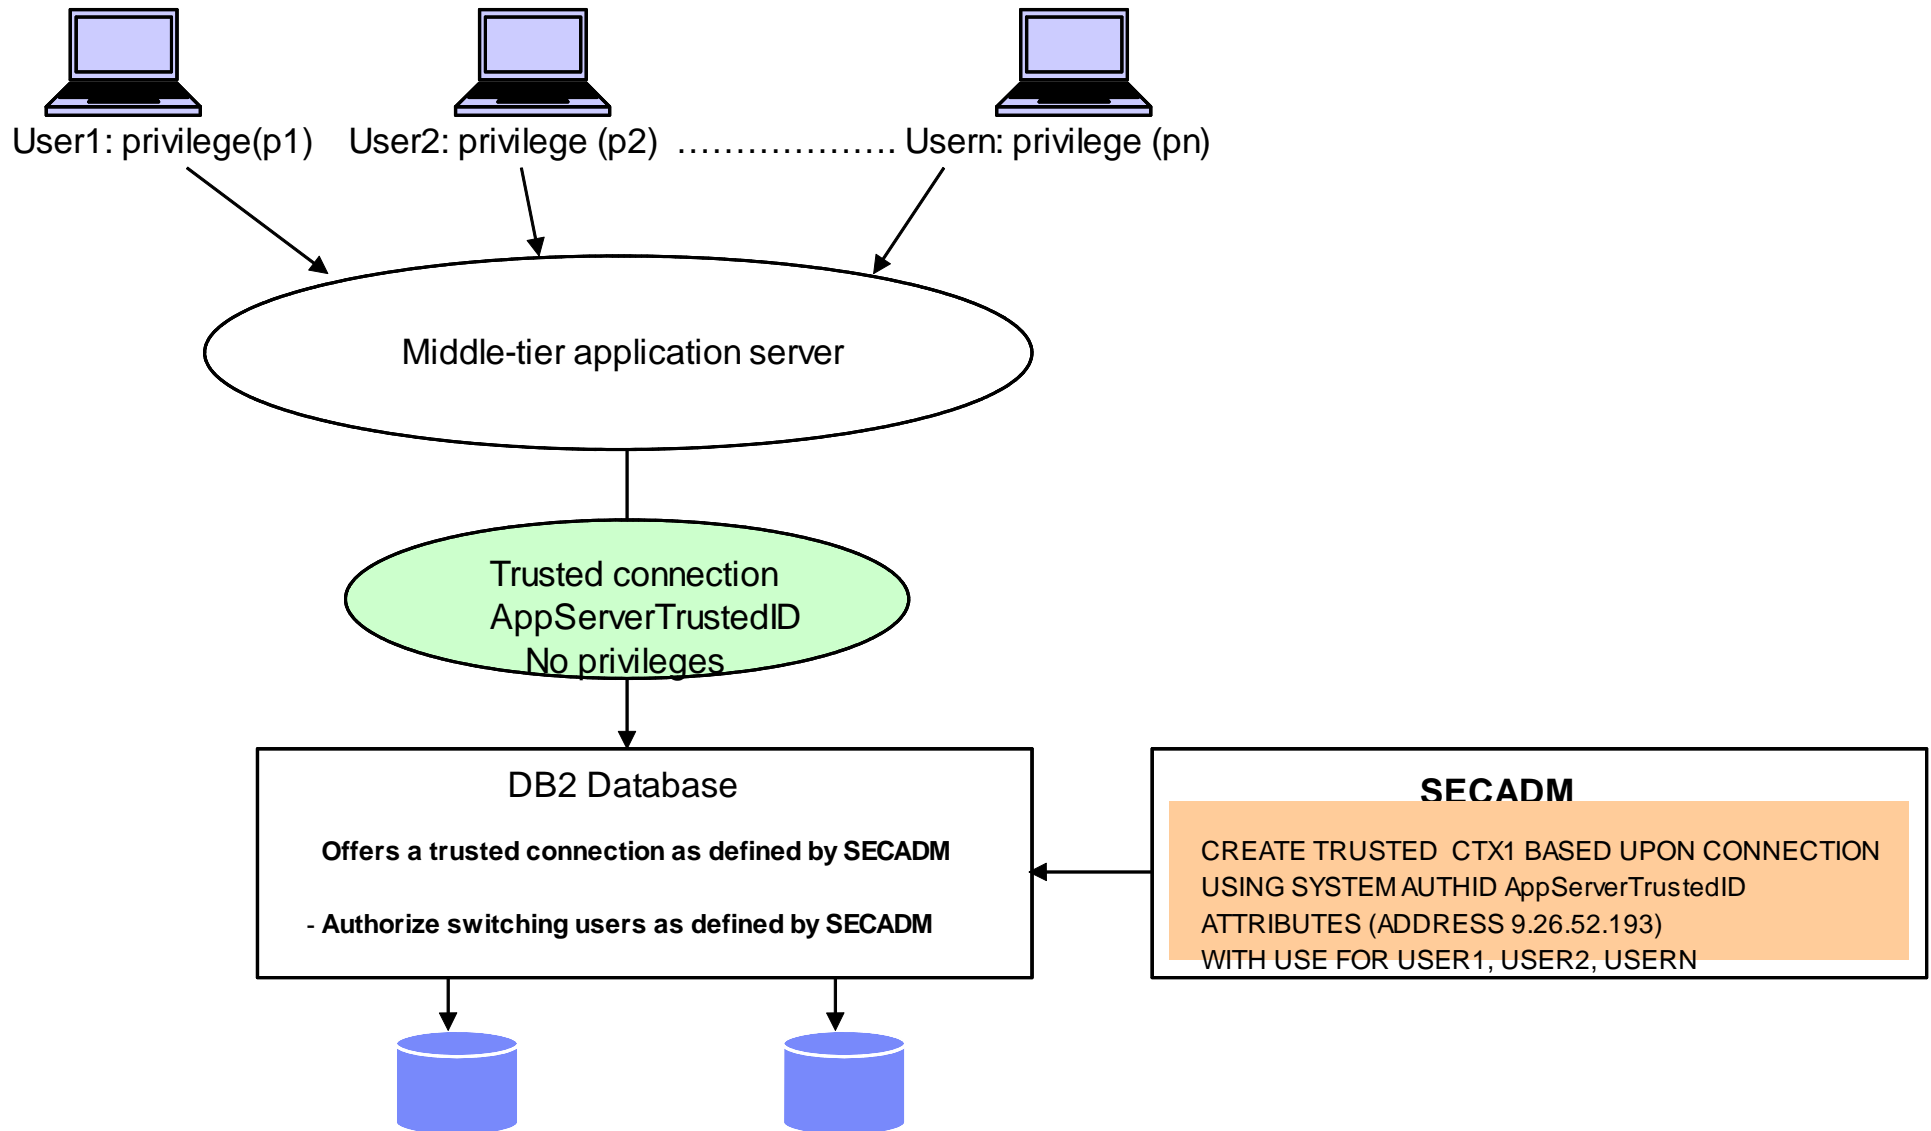 User1: privilege(p1) User2: privilege (p2) ................... Usern: privilege (pn)
Middle-tier application server
Trusted connection
AppServerTrustedID
No privileges
DB2 Database
Offers a trusted connection as defined by SECADM
- Authorize switching users as defined by SECADM
SECADM
CREATE TRUSTED CTX1 BASED UPON CONNECTION
USING SYSTEM AUTHID AppServerTrustedID
ATTRIBUTES (ADDRESS 9.26.52.193)
WITH USE FOR USER1, USER2, USERN